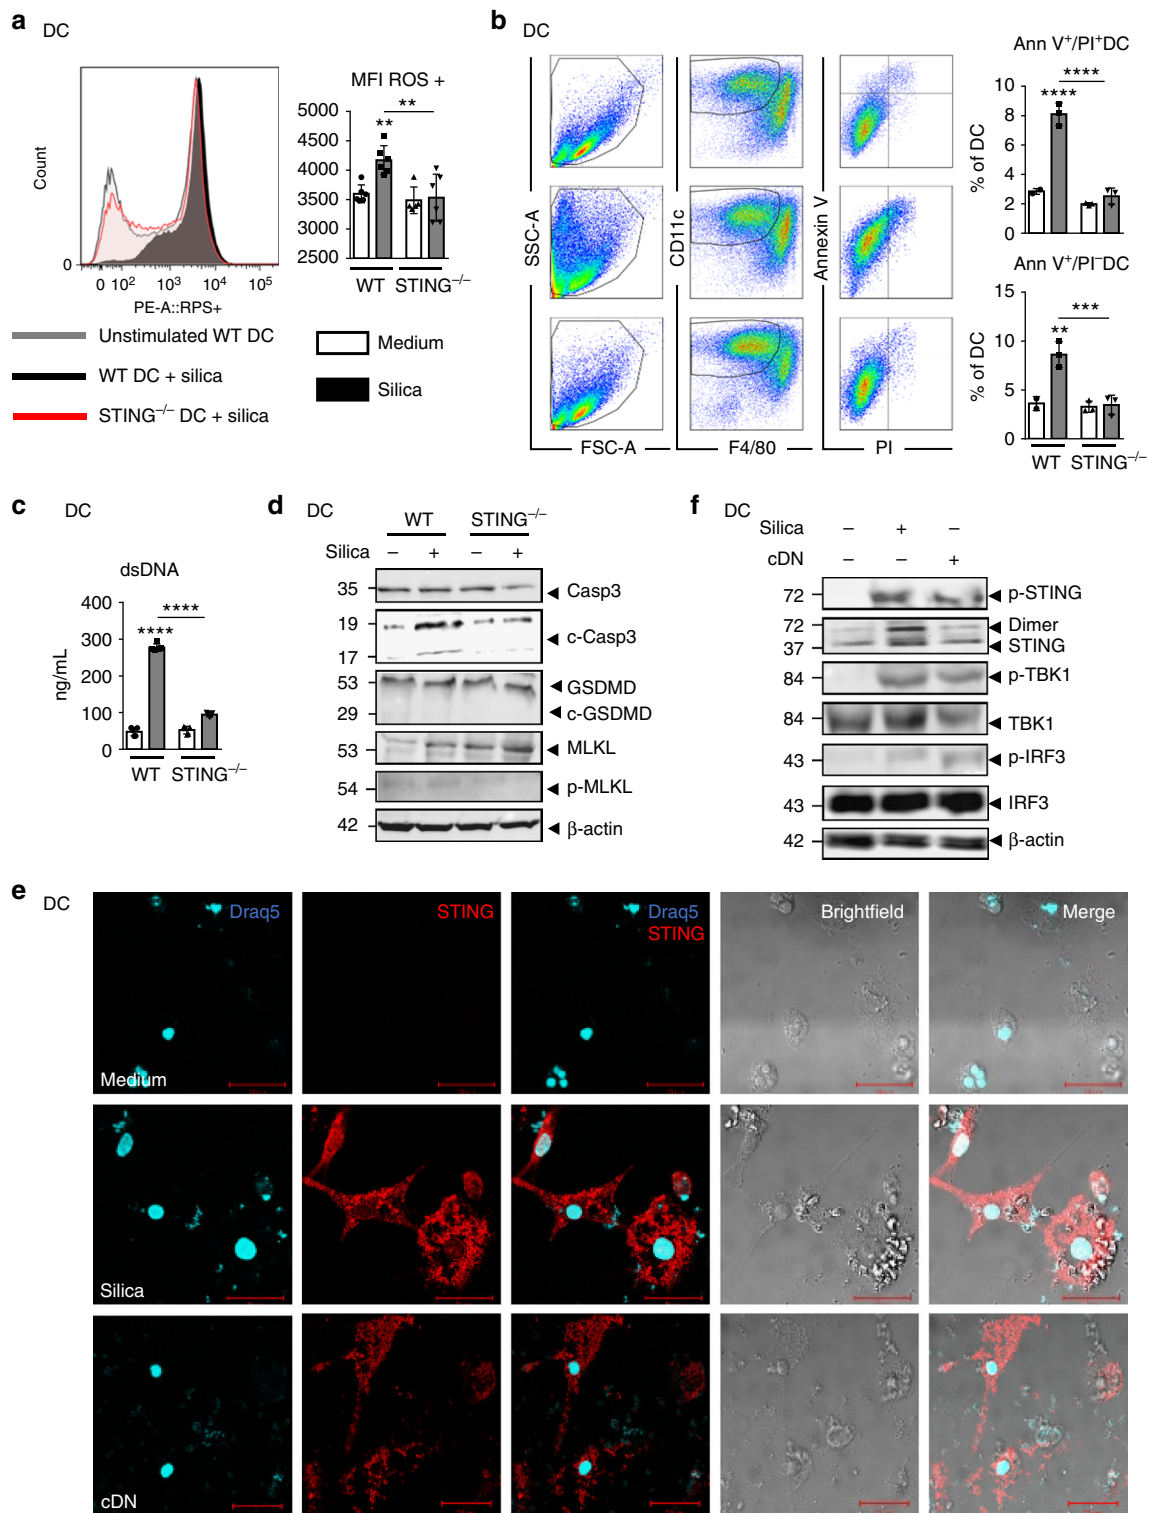 a DC
MFI ROS +
5000
4500
4000
3500
3000
2500
**
**
WT STING–/–
Count
0
0 10² 10³ 10⁴ 10⁵
PE-A::RPS+
Unstimulated WT DC
WT DC + silica
STING–/– DC + silica
Medium
Silica
b DC
SSC-A
FSC-A
CD11c
F4/80
Annexin V
PI
Ann V+/PI+DC
% of DC
10
8
6
4
2
0
****
****
Ann V+/PI–DC
% of DC
15
10
5
0
**
***
WT STING–/–
c DC
dsDNA
ng/mL
400
300
200
100
0
****
****
WT STING–/–
d DC
WT STING–/–
Silica – + – +
35 Casp3
19
c-Casp3
17
53 GSDMD
29 c-GSDMD
53 MLKL
54 p-MLKL
42 β-actin
f DC
Silica – + –
cDN – – +
72 p-STING
72 Dimer
37 STING
84 p-TBK1
84 TBK1
43 p-IRF3
43 IRF3
42 β-actin
e DC
Draq5 STING Draq5 Brightfield Merge
STING
Medium
Silica
cDN